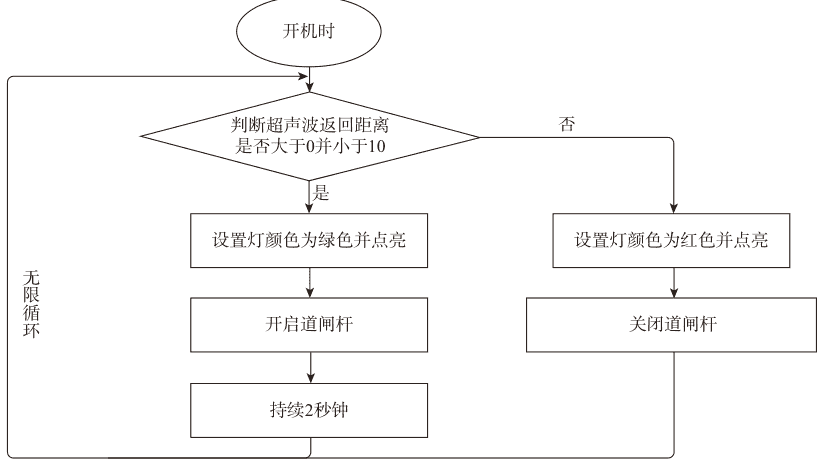 开机时
判断超声波返回距离
是否大于0并小于10
否
是
设置灯颜色为绿色并点亮
设置灯颜色为红色并点亮
无限循环
开启道闸杆
关闭道闸杆
持续2秒钟